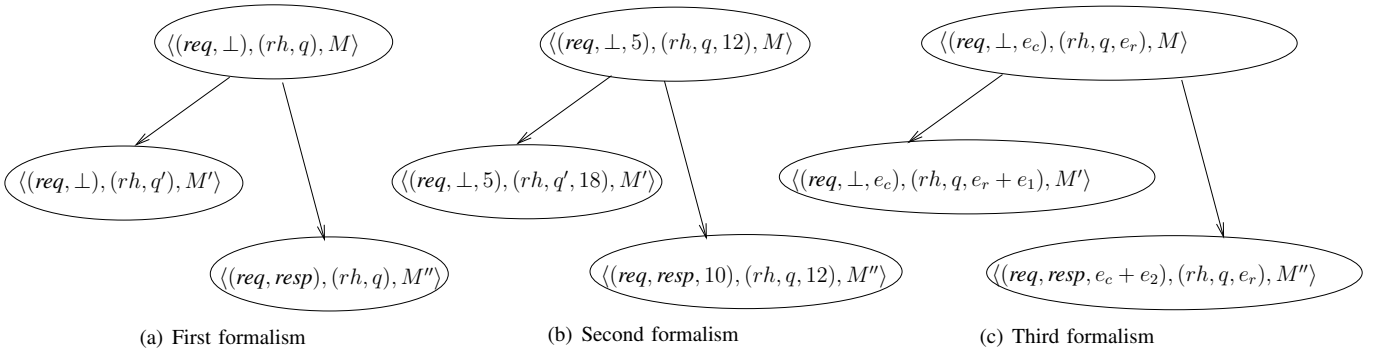 ⟨(req, ⊥), (rh, q), M⟩
⟨(req, ⊥), (rh, q′), M′⟩
⟨(req, resp), (rh, q), M″⟩
(a) First formalism
⟨(req, ⊥, 5), (rh, q, 12), M⟩
⟨(req, ⊥, 5), (rh, q′, 18), M′⟩
⟨(req, resp, 10), (rh, q, 12), M″⟩
(b) Second formalism
⟨(req, ⊥, e_c), (rh, q, e_r), M⟩
⟨(req, ⊥, e_c), (rh, q, e_r + e_1), M′⟩
⟨(req, resp, e_c + e_2), (rh, q, e_r), M″⟩
(c) Third formalism